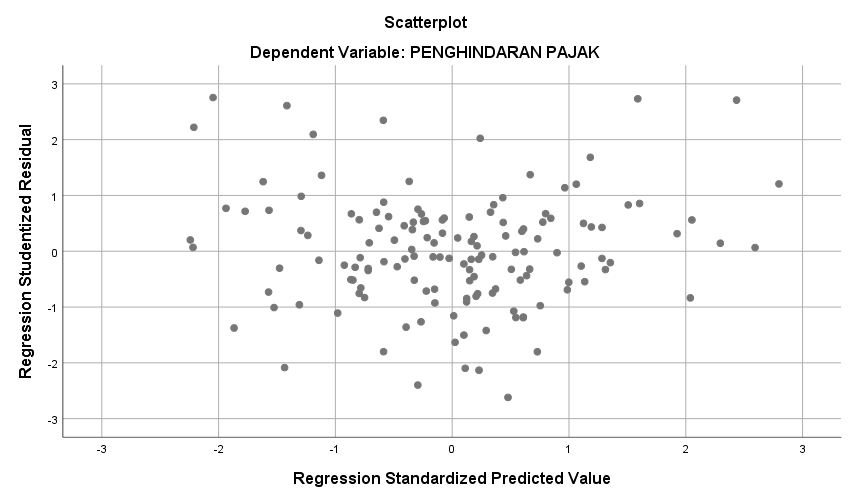 Scatterplot
Dependent Variable: PENGHINDARAN PAJAK
Regression Studentized Residual
3
2
1
0
-1
-2
-3
-3 -2 -1 0 1 2 3
Regression Standardized Predicted Value